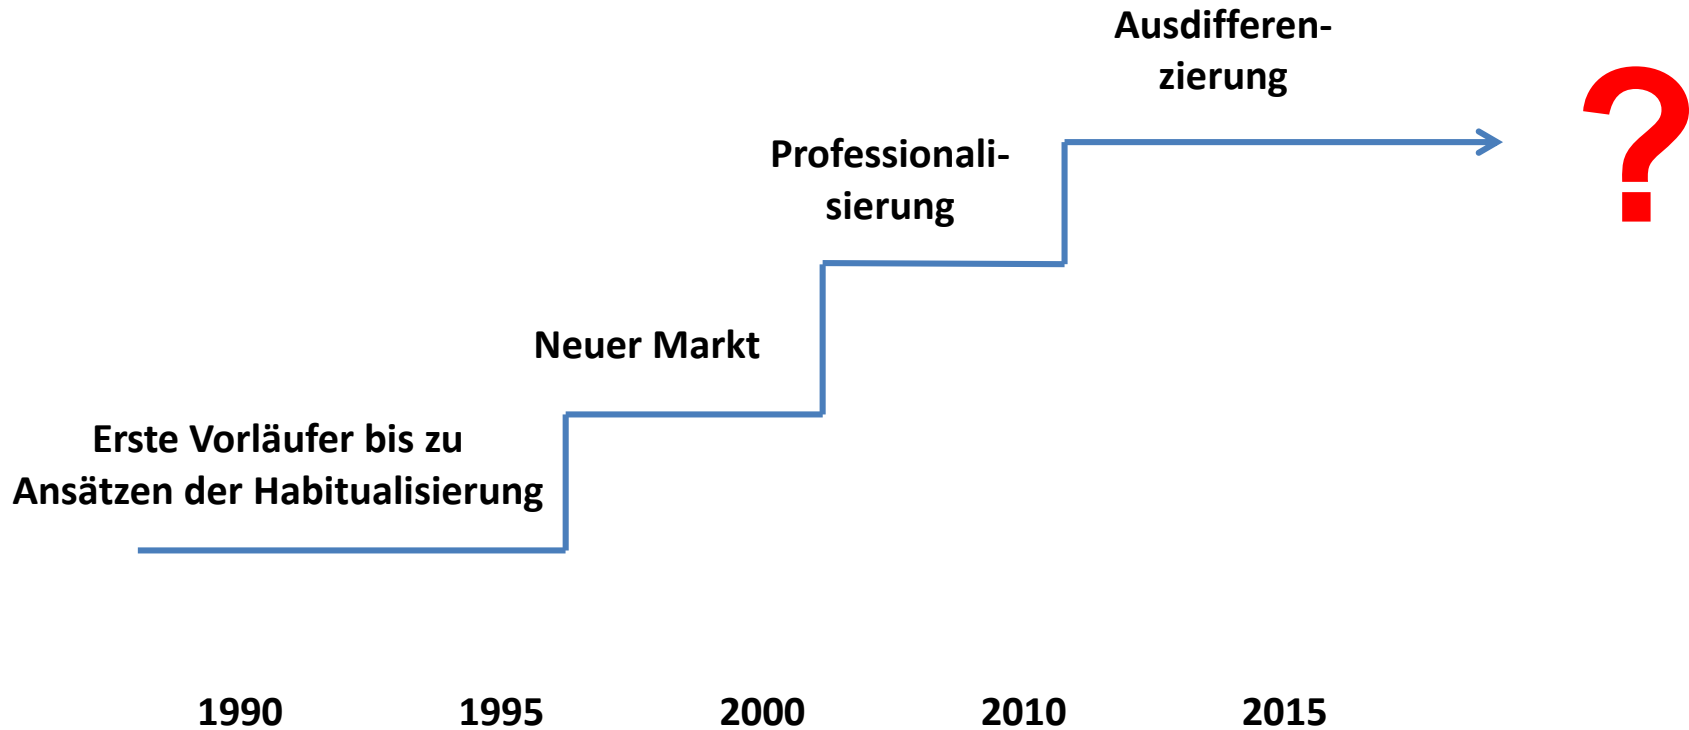 Ausdifferen-
zierung
?
Professionali-
sierung
Neuer Markt
Erste Vorläufer bis zu
Ansätzen der Habitualisierung
1990 1995 2000 2010 2015